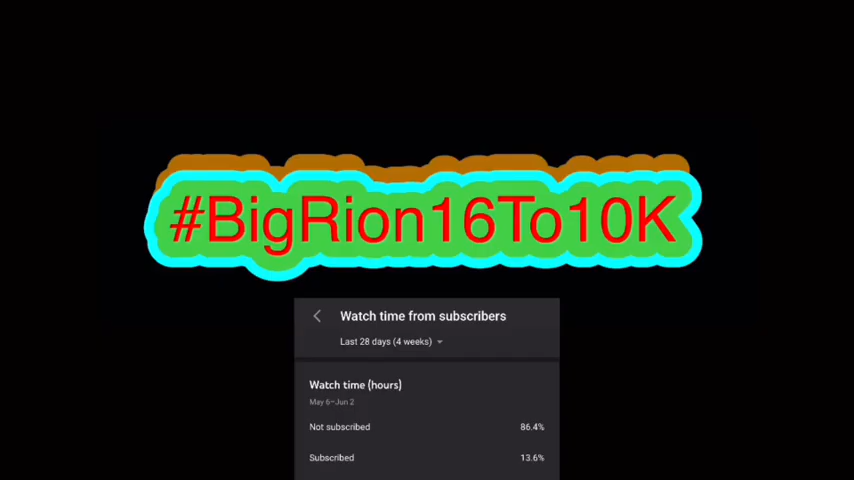 #BigRion16To10K
Watch time from subscribers
Last 28 days (4 weeks)
Watch time (hours)
May 6–Jun 2
Not subscribed 86.4%
Subscribed 13.6%